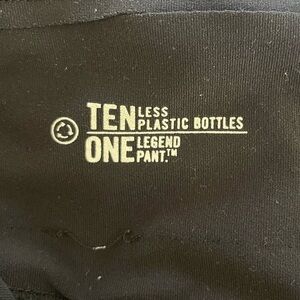 TEN LESS PLASTIC BOTTLES
ONE LEGEND PANT.™